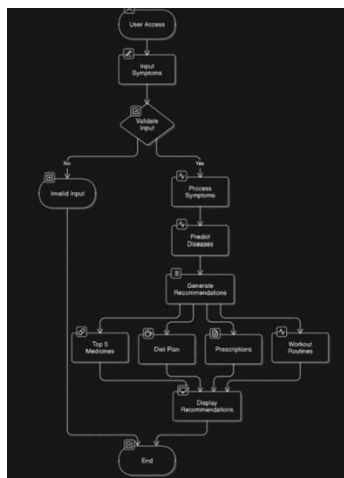 User Access
Input
Symptoms
Validate
Input
No
Yes
Invalid Input
Process
Symptoms
Predict
Diseases
Generate
Recommendations
Top 5
Medicines
Diet Plan
Prescriptions
Workout
Routines
Display
Recommendations
End